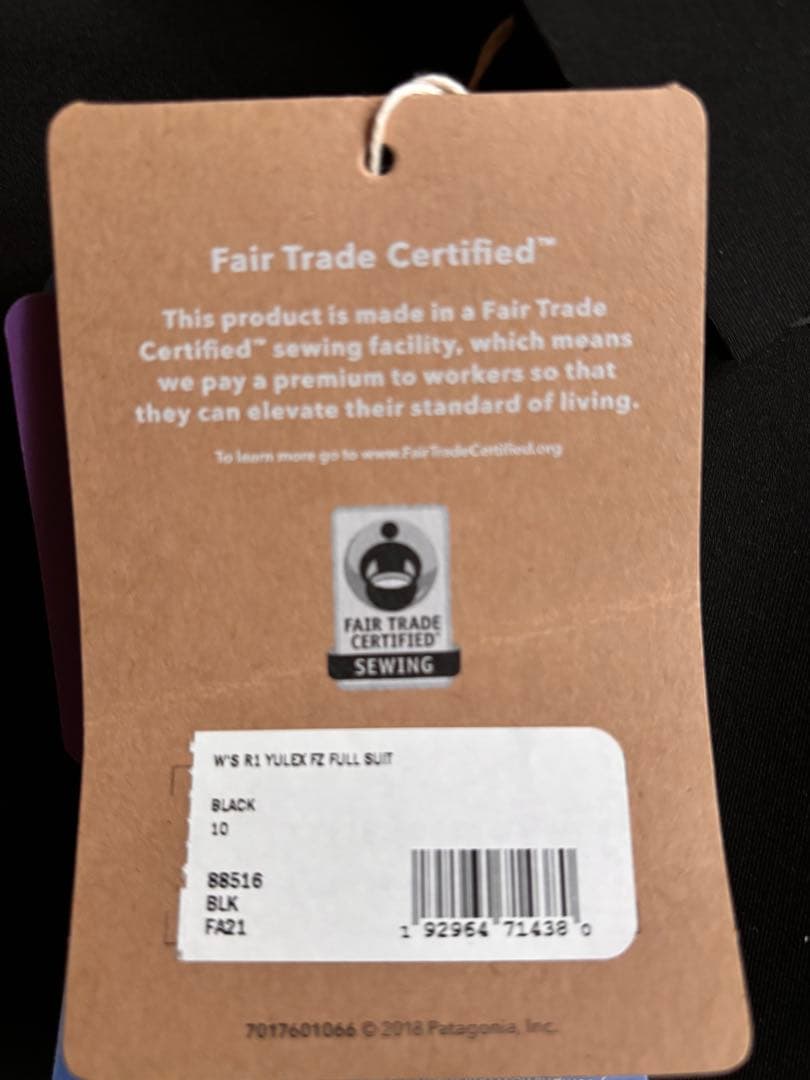 Fair Trade Certified™
This product is made in a Fair Trade
Certified™ sewing facility, which means
we pay a premium to workers so that
they can elevate their standard of living.
To learn more go to www.FairTradeCertified.org
FAIR TRADE
CERTIFIED
SEWING
W'S R1 YULEX FZ FULL SUIT
BLACK
10
88516
BLK
FA21
1 92964 71438 0
7017601066 © 2018 Patagonia, Inc.